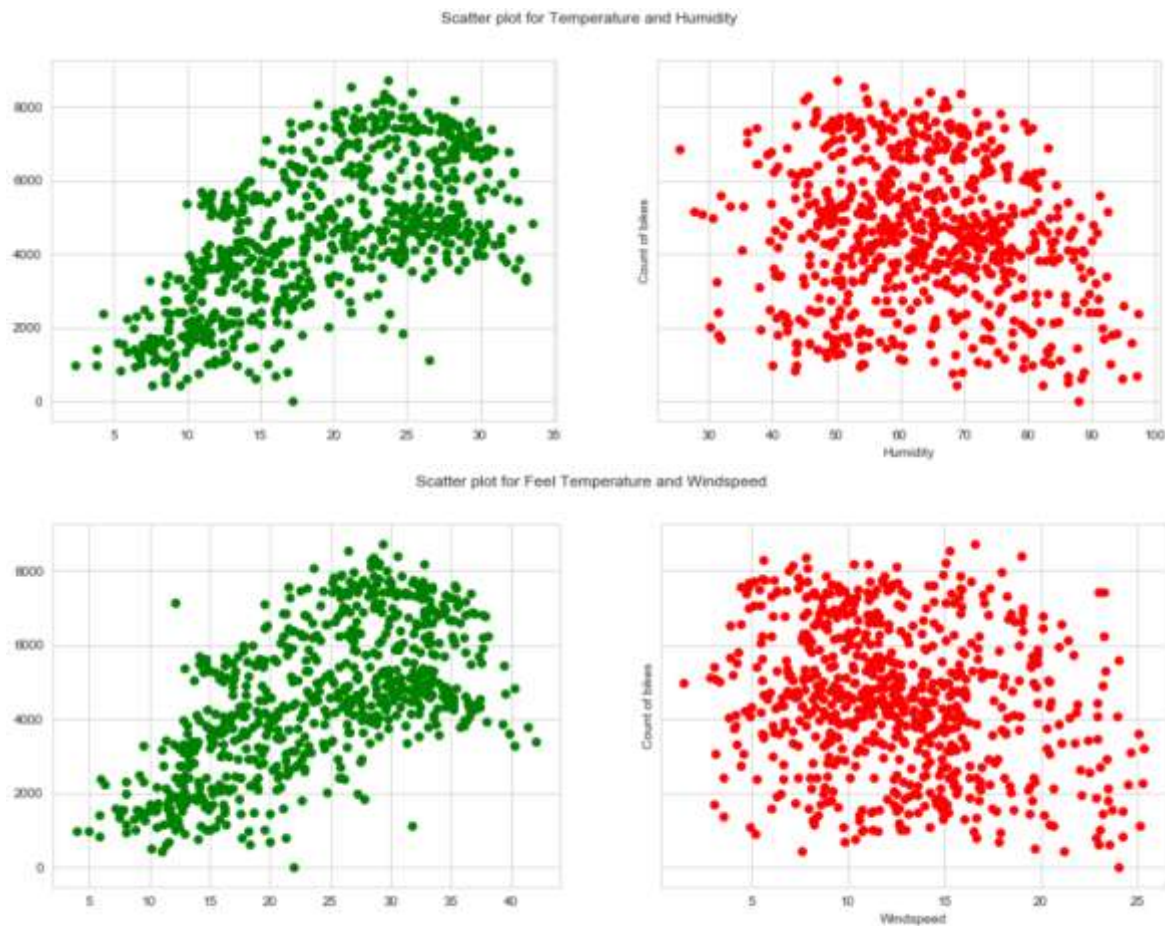 Scatter plot for Temperature and Humidity
8000
6000
4000
2000
0
5 10 15 20 25 30 35
Count of bikes
30 40 50 60 70 80 90 100
Humidity
Scatter plot for Feel Temperature and Windspeed
8000
6000
4000
2000
0
5 10 15 20 25 30 35 40
Count of bikes
5 10 15 20 25
Windspeed